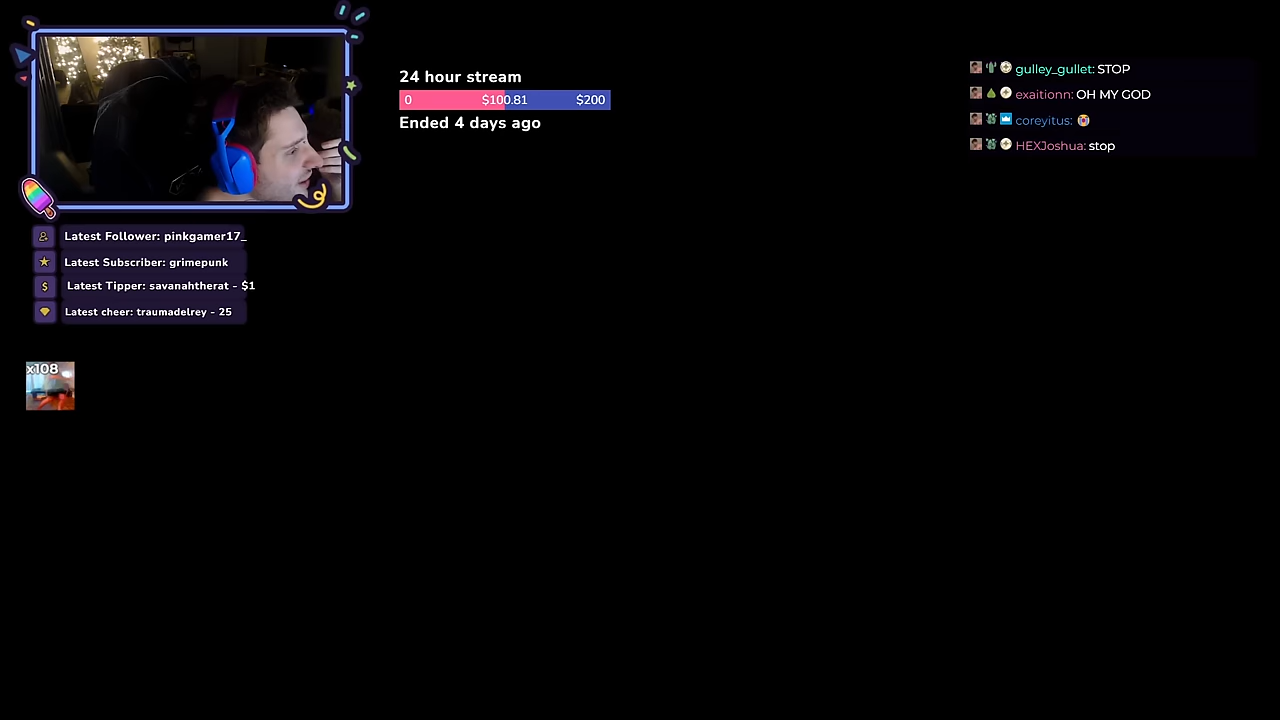 24 hour stream
0 $100.81 $200
Ended 4 days ago
gulley_gullet: STOP
exaitionn: OH MY GOD
coreyitus:
HEXJoshua: stop
Latest Follower: pinkgamer17_
Latest Subscriber: grimepunk
Latest Tipper: savanahtherat - $1
Latest cheer: traumadelrey - 25
x108